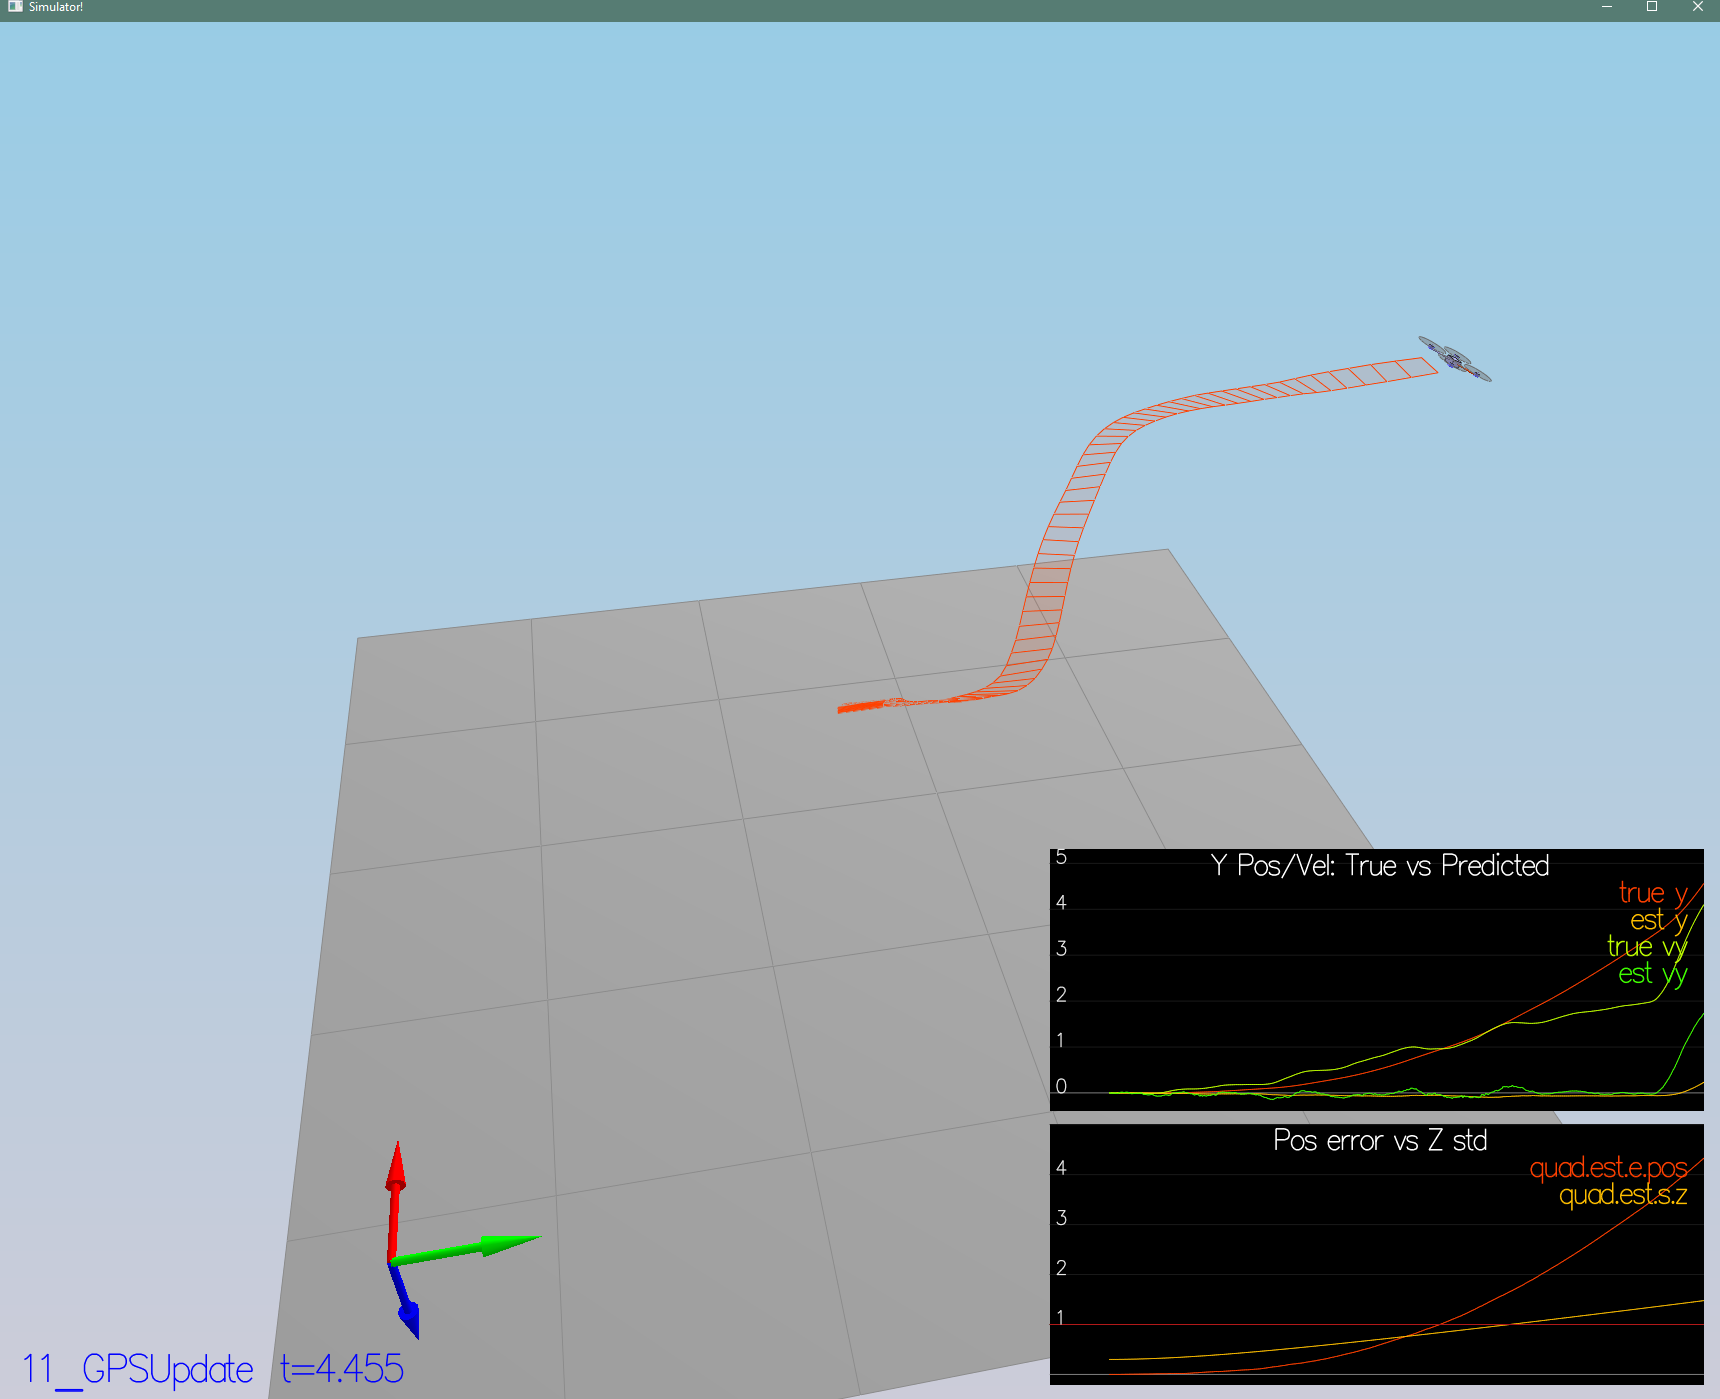 Simulator!
Y Pos/Vel: True vs Predicted
5
4
3
2
1
0
true y
est y
true vy
est vy
Pos error vs Z std
4
3
2
1
quad.est.e.pos
quad.est.s.z
11_GPSUpdate t=4.455